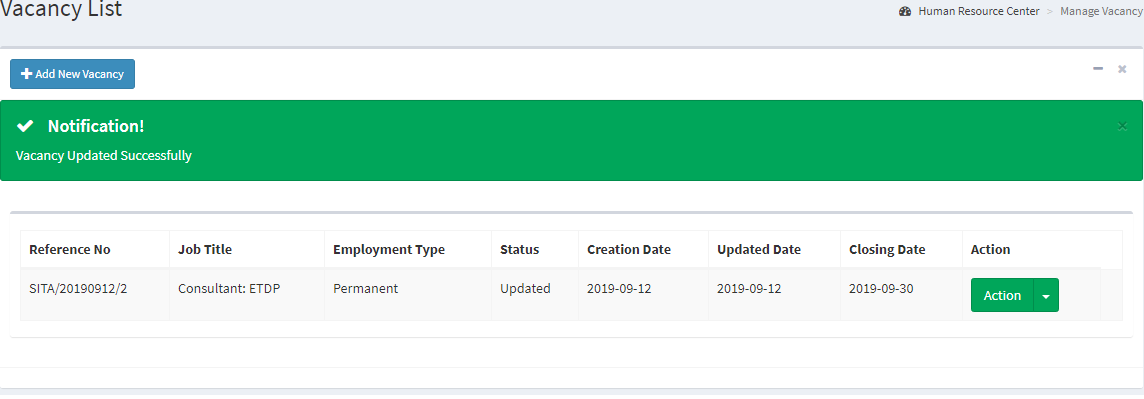 Vacancy List
Human Resource Center > Manage Vacancy
Add New Vacancy
Notification!
Vacancy Updated Successfully
Reference No Job Title Employment Type Status Creation Date Updated Date Closing Date Action
SITA/20190912/2 Consultant: ETDP Permanent Updated 2019-09-12 2019-09-12 2019-09-30 Action